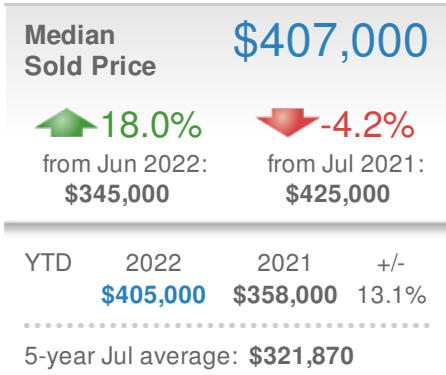 Median
Sold Price
$407,000
18.0%
from Jun 2022:
$345,000
-4.2%
from Jul 2021:
$425,000
YTD 2022 2021 +/-
$405,000 $358,000 13.1%
5-year Jul average: $321,870